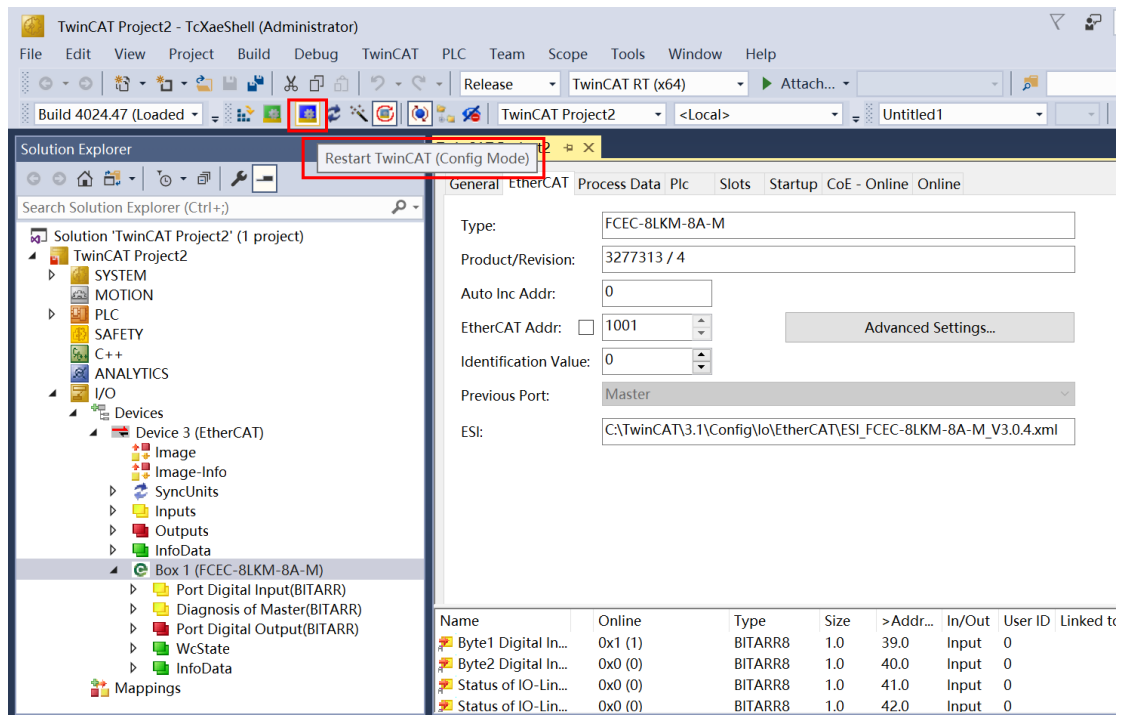 TwinCAT Project2 - TcXaeShell (Administrator)
File Edit View Project Build Debug TwinCAT PLC Team Scope Tools Window Help
Release TwinCAT RT (x64) Attach...
Build 4024.47 (Loaded TwinCAT Project2 <Local> Untitled1
Solution Explorer
Restart TwinCAT (Config Mode)
Search Solution Explorer (Ctrl+;)
Solution 'TwinCAT Project2' (1 project)
TwinCAT Project2
SYSTEM
MOTION
PLC
SAFETY
C++
ANALYTICS
I/O
Devices
Device 3 (EtherCAT)
Image
Image-Info
SyncUnits
Inputs
Outputs
InfoData
Box 1 (FCEC-8LKM-8A-M)
Port Digital Input(BITARR)
Diagnosis of Master(BITARR)
Port Digital Output(BITARR)
WcState
InfoData
Mappings
General EtherCAT Process Data Plc Slots Startup CoE - Online Online
Type: FCEC-8LKM-8A-M
Product/Revision: 3277313 / 4
Auto Inc Addr: 0
EtherCAT Addr: 1001 Advanced Settings...
Identification Value: 0
Previous Port: Master
ESI: C:\TwinCAT\3.1\Config\Io\EtherCAT\ESI_FCEC-8LKM-8A-M_V3.0.4.xml
Name Online Type Size >Addr... In/Out User ID Linked to
Byte1 Digital In... 0x1 (1) BITARR8 1.0 39.0 Input 0
Byte2 Digital In... 0x0 (0) BITARR8 1.0 40.0 Input 0
Status of IO-Lin... 0x0 (0) BITARR8 1.0 41.0 Input 0
Status of IO-Lin... 0x0 (0) BITARR8 1.0 42.0 Input 0